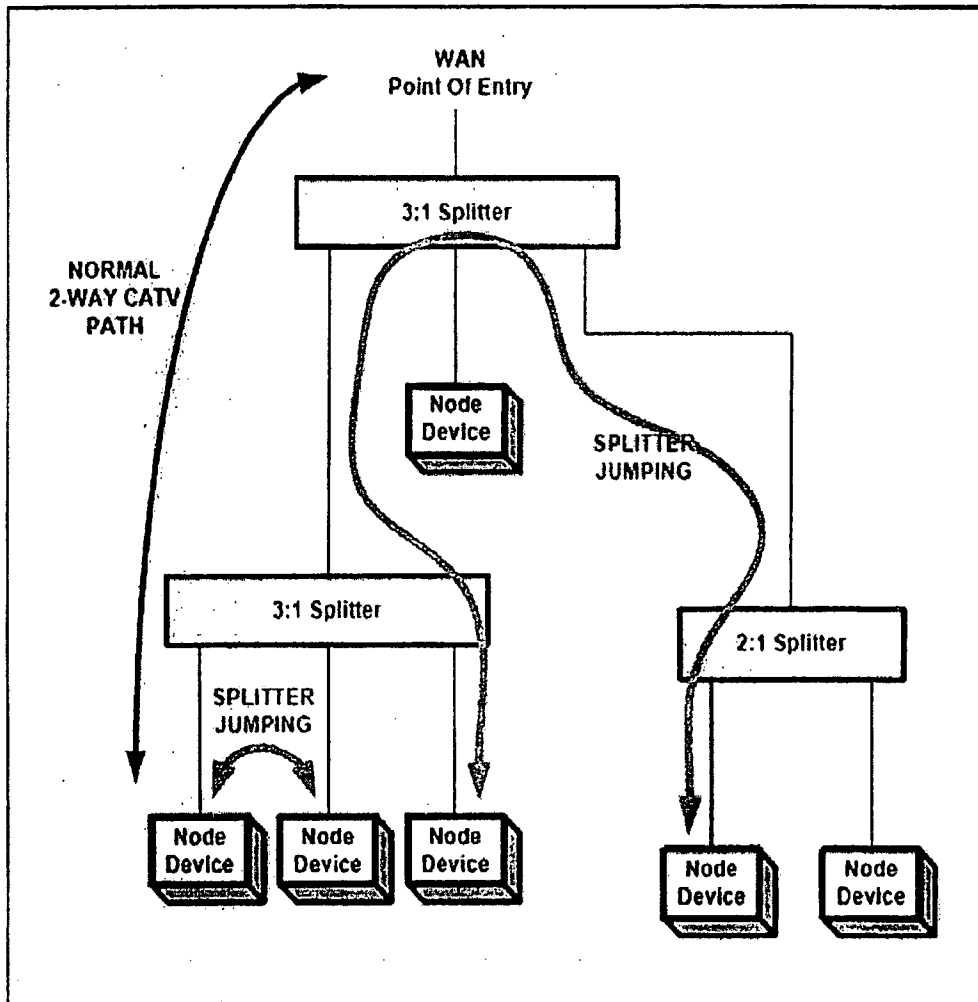 WAN
Point Of Entry
3:1 Splitter
NORMAL
2-WAY CATV
PATH
Node
Device
SPLITTER
JUMPING
3:1 Splitter
2:1 Splitter
SPLITTER
JUMPING
Node
Device
Node
Device
Node
Device
Node
Device
Node
Device